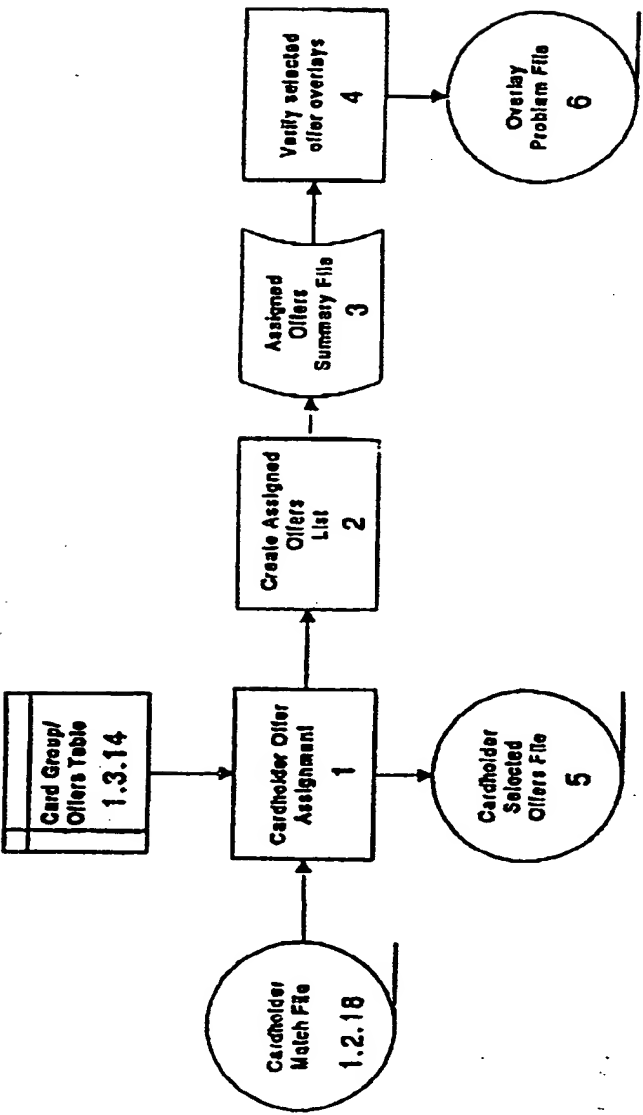 Card Group/
Offers Table
1.3.14
Cardholder
Match File
1.2.18
Cardholder Offer
Assignment
1
Create Assigned
Offers
List
2
Assigned
Offers
Summary File
3
Verify selected
offer overlays
4
Cardholder
Selected
Offers File
5
Overlay
Problem File
6